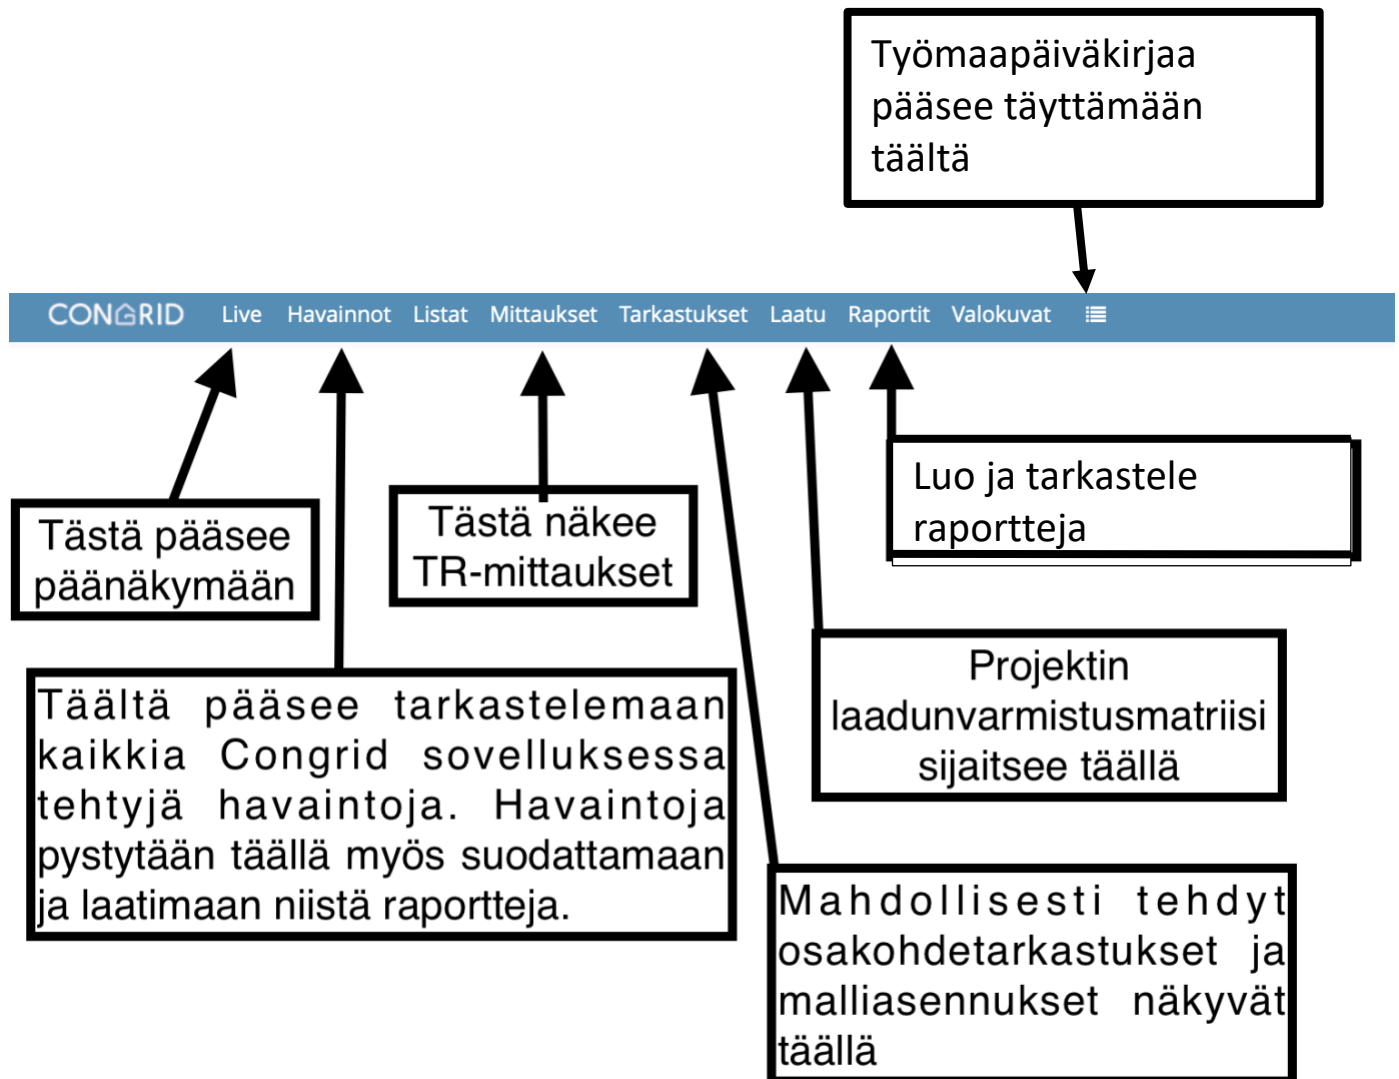 Työmaapäiväkirjaa
pääsee täyttämään
täältä
CONGRID Live Havainnot Listat Mittaukset Tarkastukset Laatu Raportit Valokuvat
Tästä pääsee
päänäkymään
Tästä näkee
TR-mittaukset
Luo ja tarkastele
raportteja
Täältä pääsee tarkastelemaan
kaikkia Congrid sovelluksessa
tehtyjä havaintoja. Havaintoja
pystytään täällä myös suodattamaan
ja laatimaan niistä raportteja.
Projektin
laadunvarmistusmatriisi
sijaitsee täällä
Mahdollisesti tehdyt
osakohdetarkastukset ja
malliasennukset näkyvät
täällä